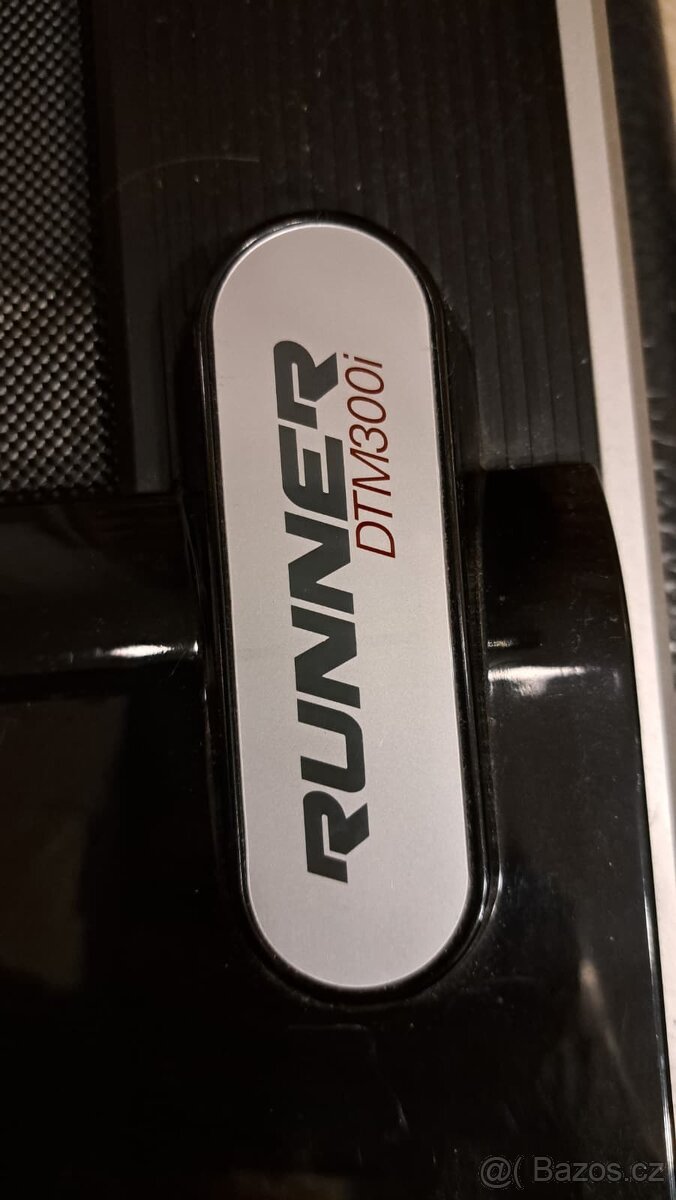 RUNNER
DTM300i
@( Bazos.cz